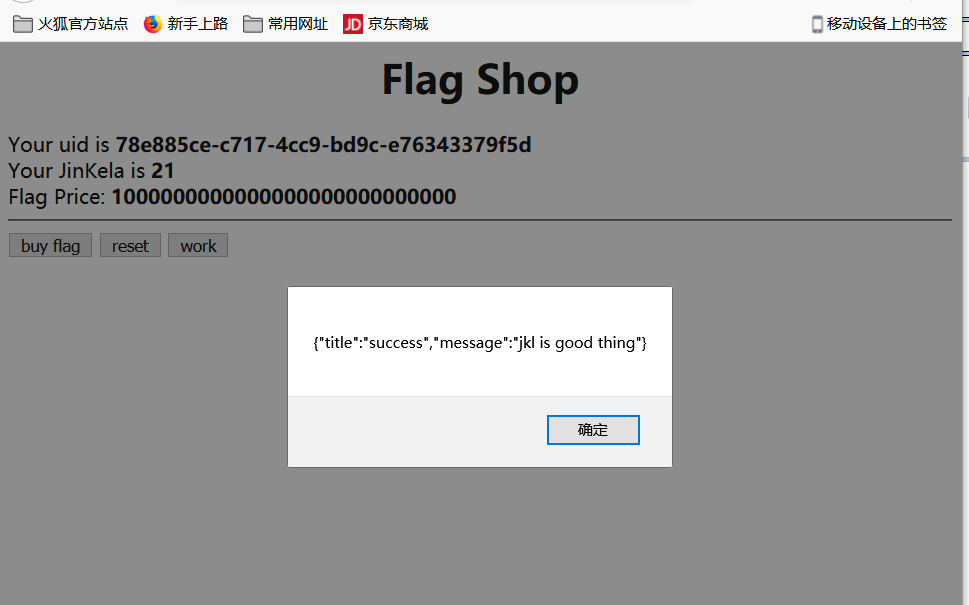 火狐官方站点 新手上路 常用网址 JD 京东商城 移动设备上的书签
Flag Shop
Your uid is 78e885ce-c717-4cc9-bd9c-e76343379f5d
Your JinKela is 21
Flag Price: 1000000000000000000000000000
buy flag reset work
{"title":"success","message":"jkl is good thing"}
确定